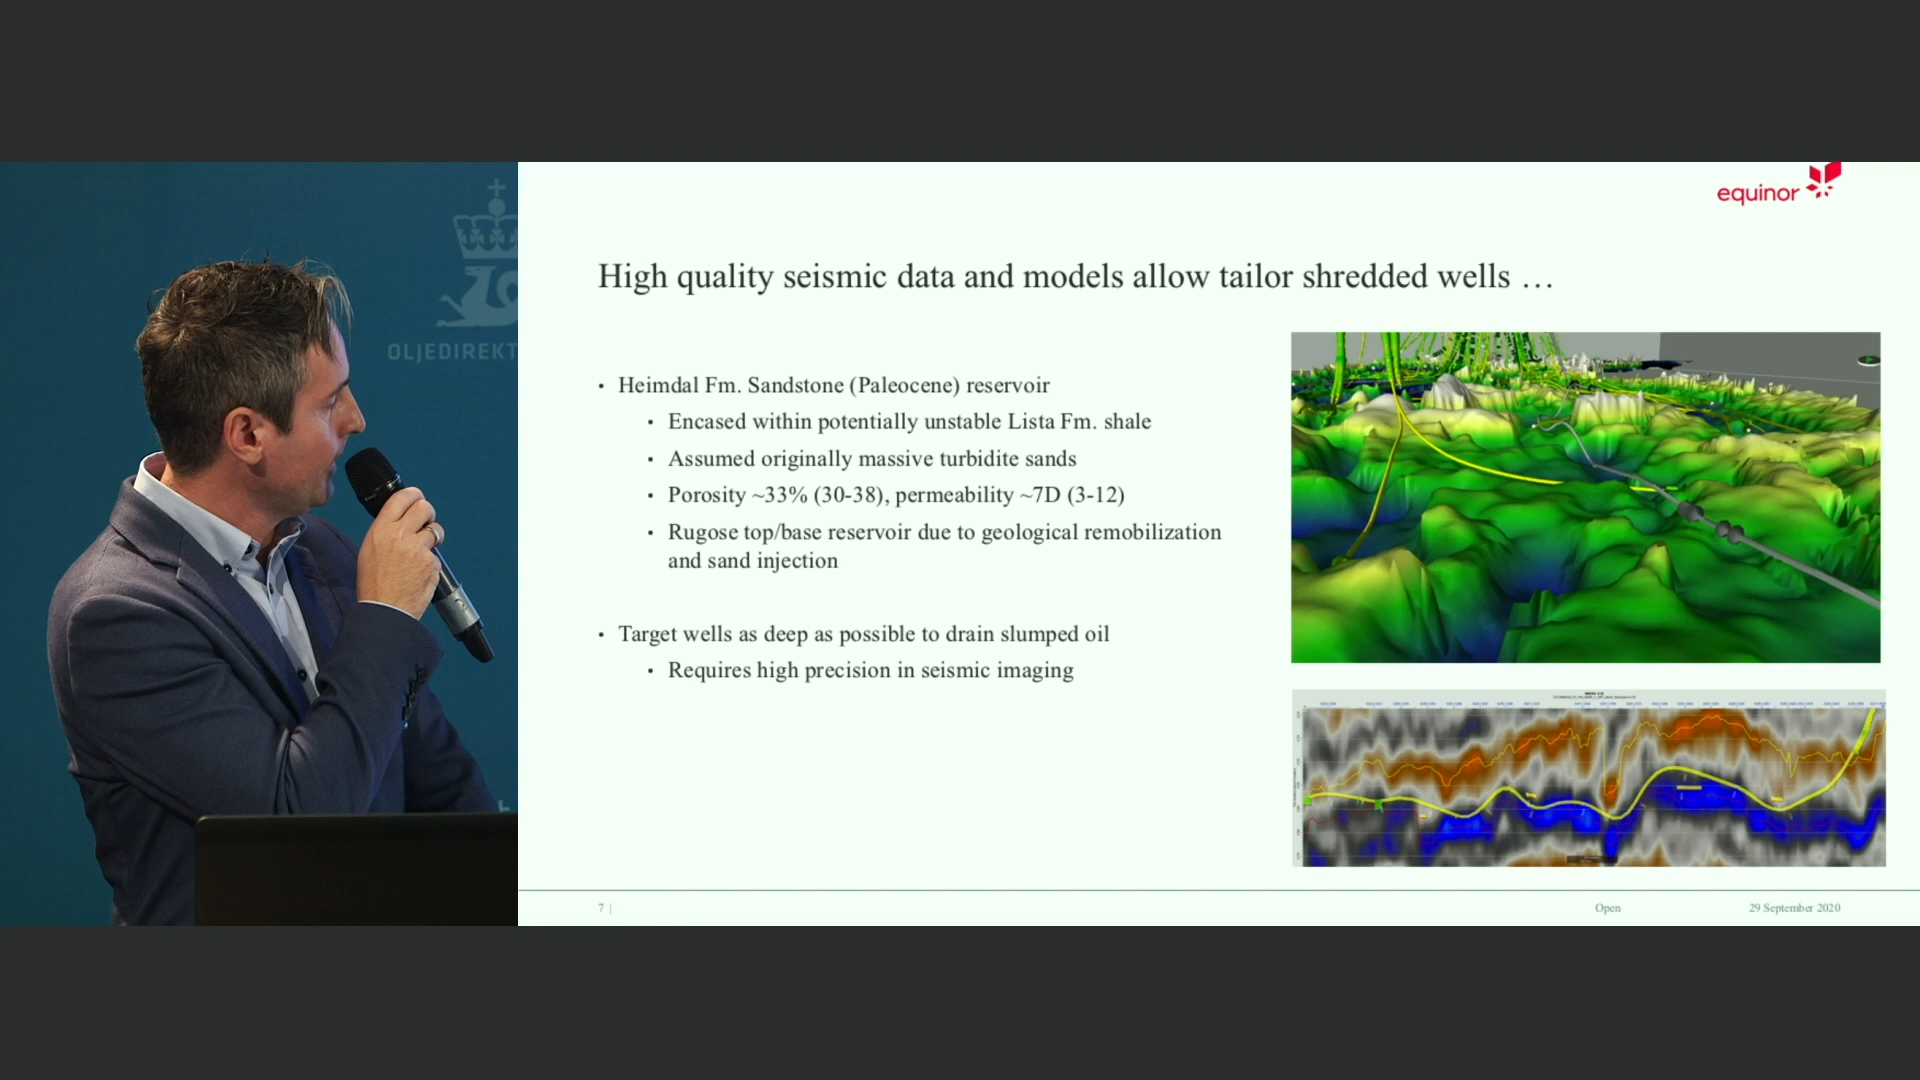 OLJEDIREKT
equinor
High quality seismic data and models allow tailor shredded wells …
• Heimdal Fm. Sandstone (Paleocene) reservoir
• Encased within potentially unstable Lista Fm. shale
• Assumed originally massive turbidite sands
• Porosity ~33% (30-38), permeability ~7D (3-12)
• Rugose top/base reservoir due to geological remobilization
and sand injection
• Target wells as deep as possible to drain slumped oil
• Requires high precision in seismic imaging
7 |
Open
29 September 2020